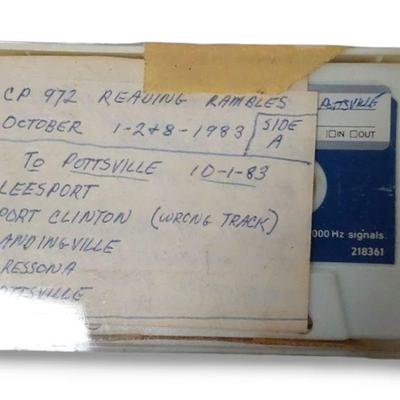 CP 972 READING RAMBLES
OCTOBER 1-2+8-1983 SIDE A
TO POTTSVILLE 10-1-83
LEESPORT
PORT CLINTON (WRONG TRACK)
ANDINGVILLE
RESSONA
OTTSVILLE
POTTSVILLE
□IN □OUT
000 Hz signals.
218361